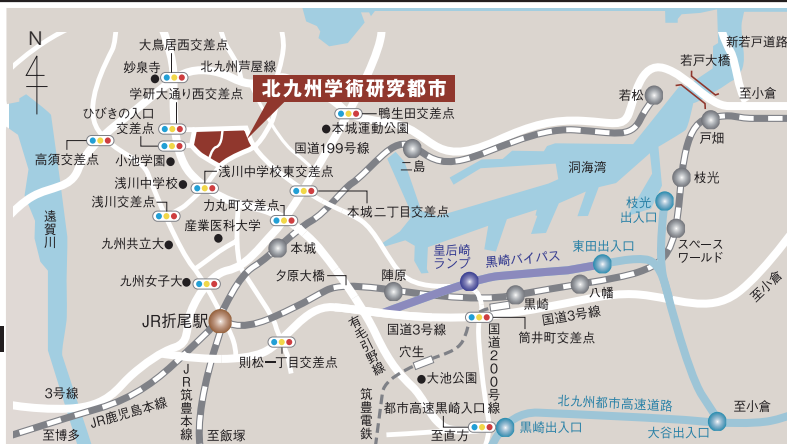 N
大鳥居西交差点
妙泉寺
北九州芦屋線
新若戸道路
若戸大橋
至小倉
学研大通り西交差点
北九州学術研究都市
若松
ひびきの入口
交差点
鴨生田交差点
本城運動公園
戸畑
高須交差点
小池学園
国道199号線
二島
洞海湾
浅川中学校東交差点
浅川中学校
枝光
浅川交差点
力丸町交差点
本城二丁目交差点
枝光
出入口
遠賀川
産業医科大学
九州共立大
本城
皇后崎
ランプ
黒崎バイパス
東田出入口
スペース
ワールド
九州女子大
夕原大橋
陣原
黒崎
八幡
至小倉
JR折尾駅
有毛引野線
国道3号線
国道200号線
国道3号線
筒井町交差点
則松一丁目交差点
穴生
大池公園
3号線
JR鹿児島本線
JR筑豊本線
筑豊電鉄
都市高速黒崎入口
北九州都市高速道路
至小倉
至博多
至飯塚
至直方
黒崎出入口
大谷出入口